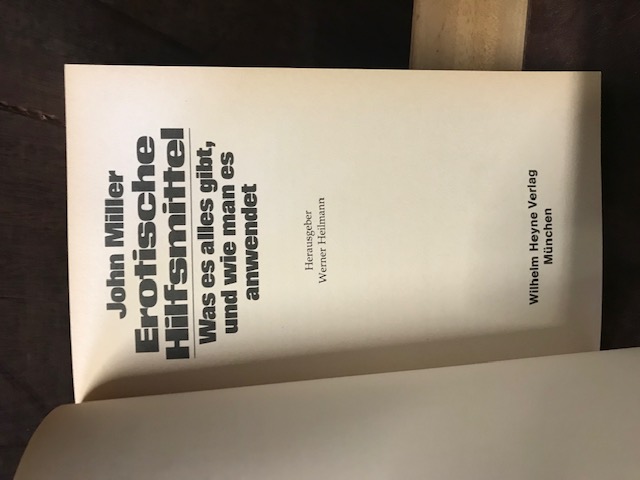 John Miller
Erotische
Hilfsmittel
Was es alles gibt,
und wie man es
anwendet
Herausgeber
Werner Heilmann
Wilhelm Heyne Verlag
München